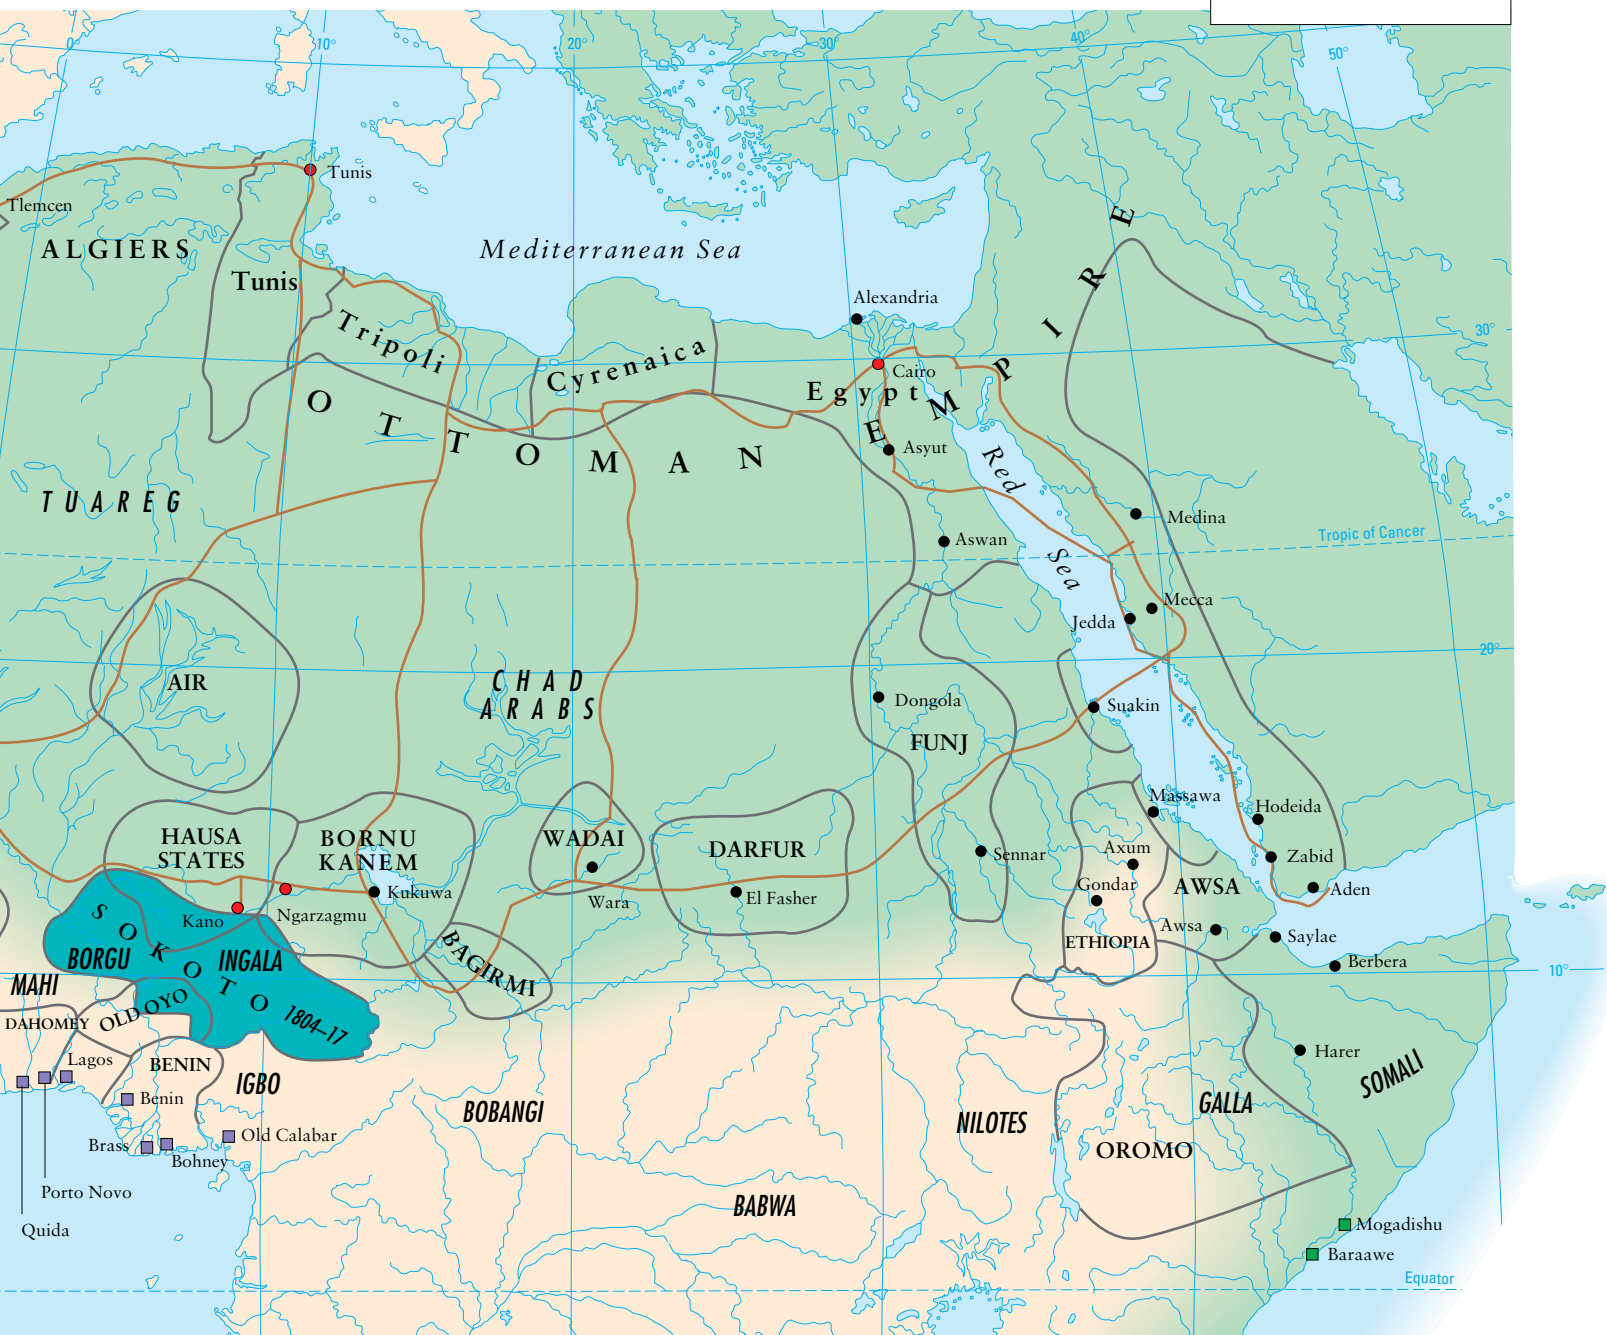 0°
10°
20°
30°
40°
50°
Tunis
Tlemcen
ALGIERS
Tunis
Mediterranean Sea
Tripoli
Cyrenaica
Alexandria
Cairo
Egypt
OTTOMAN EMPIRE
30°
Asyut
Red Sea
TUAREG
Medina
Tropic of Cancer
Aswan
Mecca
Jedda
20°
AIR
CHAD
ARABS
Dongola
Suakin
FUNJ
Massawa
Hodeida
HAUSA
STATES
BORNU
KANEM
WADAI
DARFUR
Sennar
Axum
Zabid
Gondar
AWSA
Aden
Kukuwa
Wara
El Fasher
Kano
Ngarzagmu
Awsa
Saylae
ETHIOPIA
Berbera
10°
SOKOTO 1804–17
BORGU
INGALA
BAGIRMI
MAHI
OLD OYO
DAHOMEY
Lagos
BENIN
IGBO
Benin
BOBANGI
NILOTES
GALLA
Harer
SOMALI
OROMO
Brass
Bohney
Old Calabar
Porto Novo
Quida
BABWA
Mogadishu
Baraawe
Equator